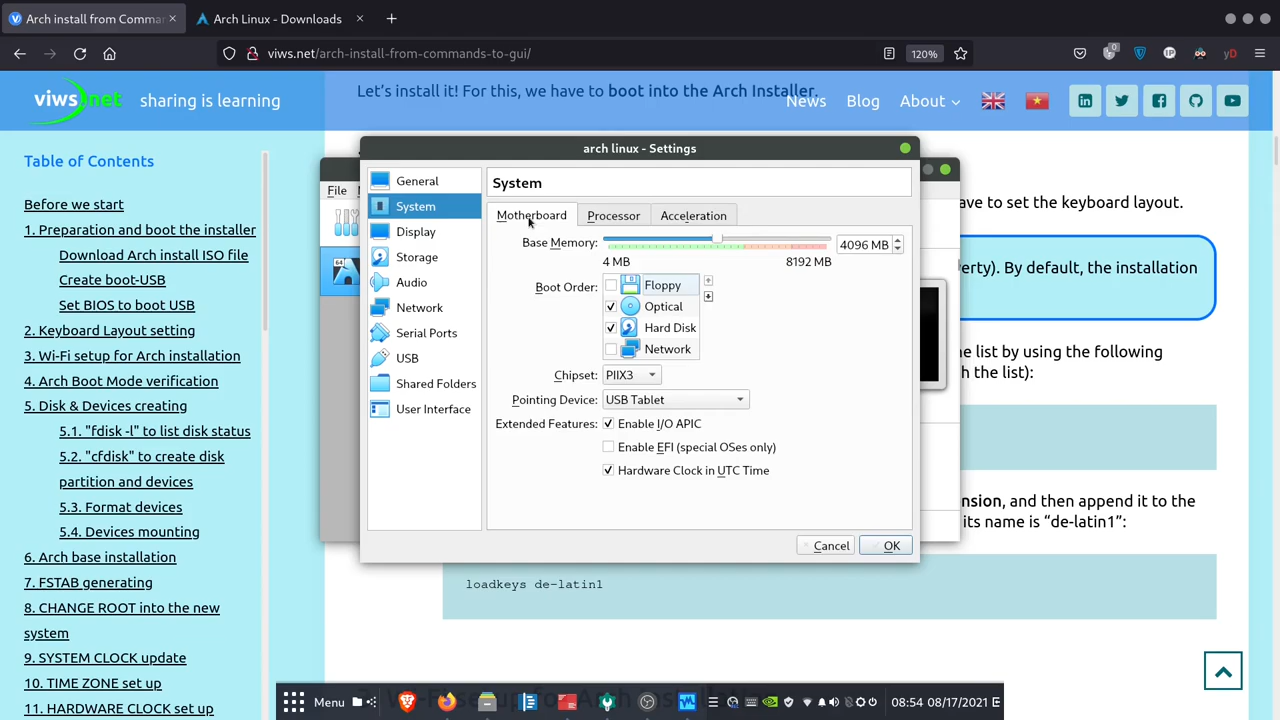 Arch install from Comma
Arch Linux - Downloads
viws.net/arch-install-from-commands-to-gui/
120%
0
IP
yD
viws net
sharing is learning
Let's install it! For this, we have to boot into the Arch Installer.
News
Blog
About
Table of Contents
Before we start
1. Preparation and boot the installer
Download Arch install ISO file
Create boot-USB
Set BIOS to boot USB
2. Keyboard Layout setting
3. Wi-Fi setup for Arch installation
4. Arch Boot Mode verification
5. Disk & Devices creating
5.1. "fdisk -l" to list disk status
5.2. "cfdisk" to create disk
partition and devices
5.3. Format devices
5.4. Devices mounting
6. Arch base installation
7. FSTAB generating
8. CHANGE ROOT into the new
system
9. SYSTEM CLOCK update
10. TIME ZONE set up
11. HARDWARE CLOCK set up
File
64
arch linux - Settings
General
System
Display
Storage
Audio
Network
Serial Ports
USB
Shared Folders
User Interface
System
Motherboard
Processor
Acceleration
Base Memory:
4096 MB
4 MB
8192 MB
Boot Order:
Floppy
Optical
Hard Disk
Network
Chipset:
PIIX3
Pointing Device:
USB Tablet
Extended Features:
Enable I/O APIC
Enable EFI (special OSes only)
Hardware Clock in UTC Time
Cancel
OK
ave to set the keyboard layout.
erty). By default, the installation
ne list by using the following
h the list):
nsion, and then append it to the
its name is “de-latin1”:
loadkeys de-latin1
Menu
08:54 08/17/2021